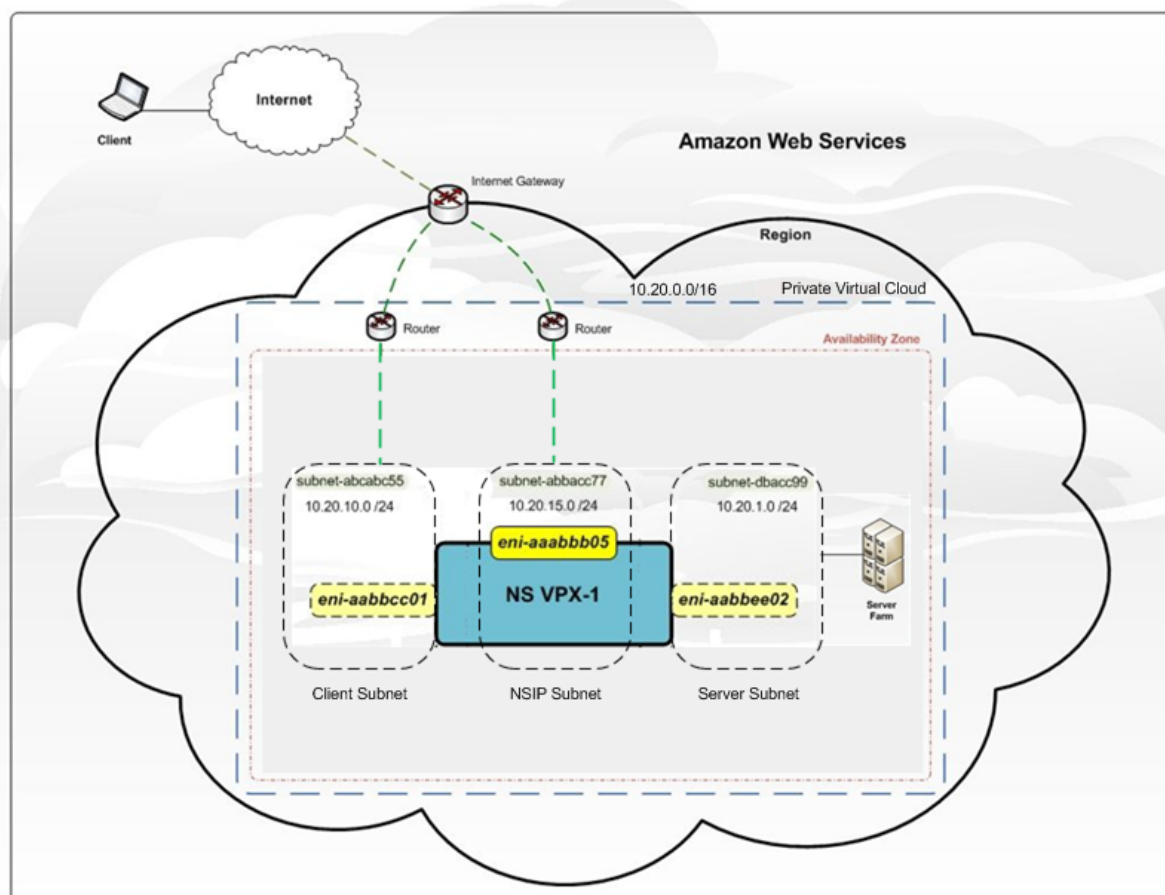 Internet
Client
Amazon Web Services
Internet Gateway
Region
10.20.0.0/16
Private Virtual Cloud
Router
Router
Availability Zone
subnet-abcabc55
subnet-abbacc77
subnet-dbacc99
10.20.10.0 /24
10.20.15.0 /24
10.20.1.0 /24
eni-aaabbb05
eni-aabbcc01
NS VPX-1
eni-aabbee02
Server
Farm
Client Subnet
NSIP Subnet
Server Subnet